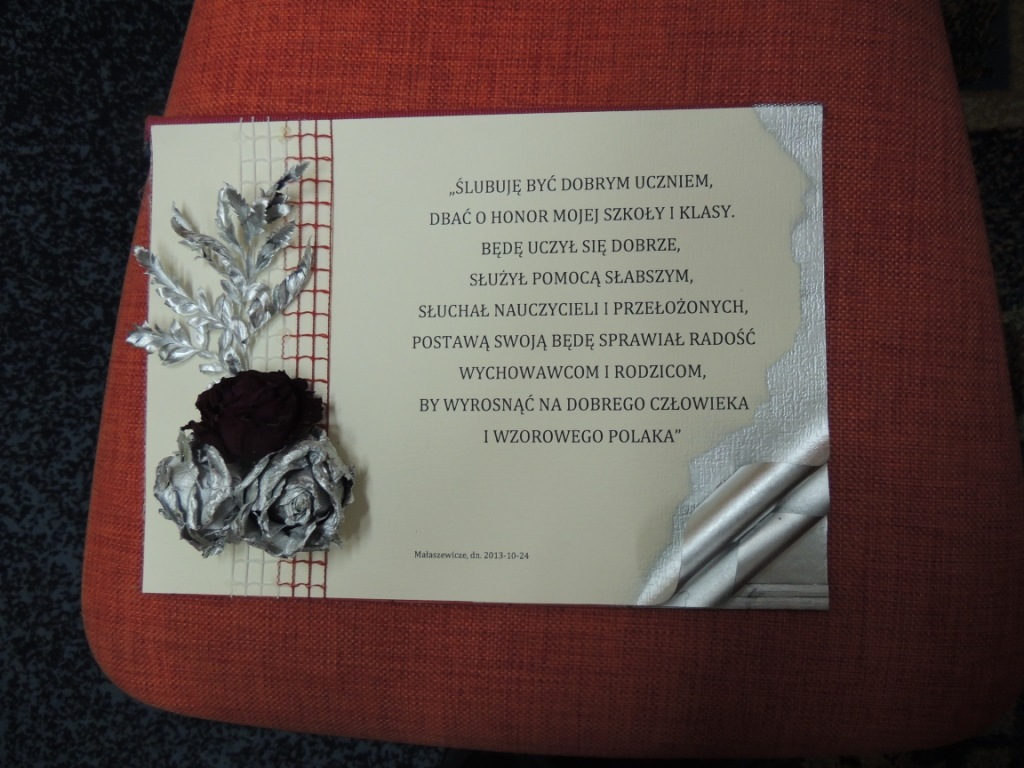 „ŚLUBUJĘ BYĆ DOBRYM UCZNIEM,
DBAĆ O HONOR MOJEJ SZKOŁY I KLASY.
BĘDĘ UCZYŁ SIĘ DOBRZE,
SŁUŻYŁ POMOCĄ SŁABSZYM,
SŁUCHAŁ NAUCZYCIELI I PRZEŁOŻONYCH,
POSTAWĄ SWOJĄ BĘDĘ SPRAWIAŁ RADOŚĆ
WYCHOWAWCOM I RODZICOM,
BY WYROSNĄĆ NA DOBREGO CZŁOWIEKA
I WZOROWEGO POLAKA”
Małaszewicze, dn. 2013-10-24